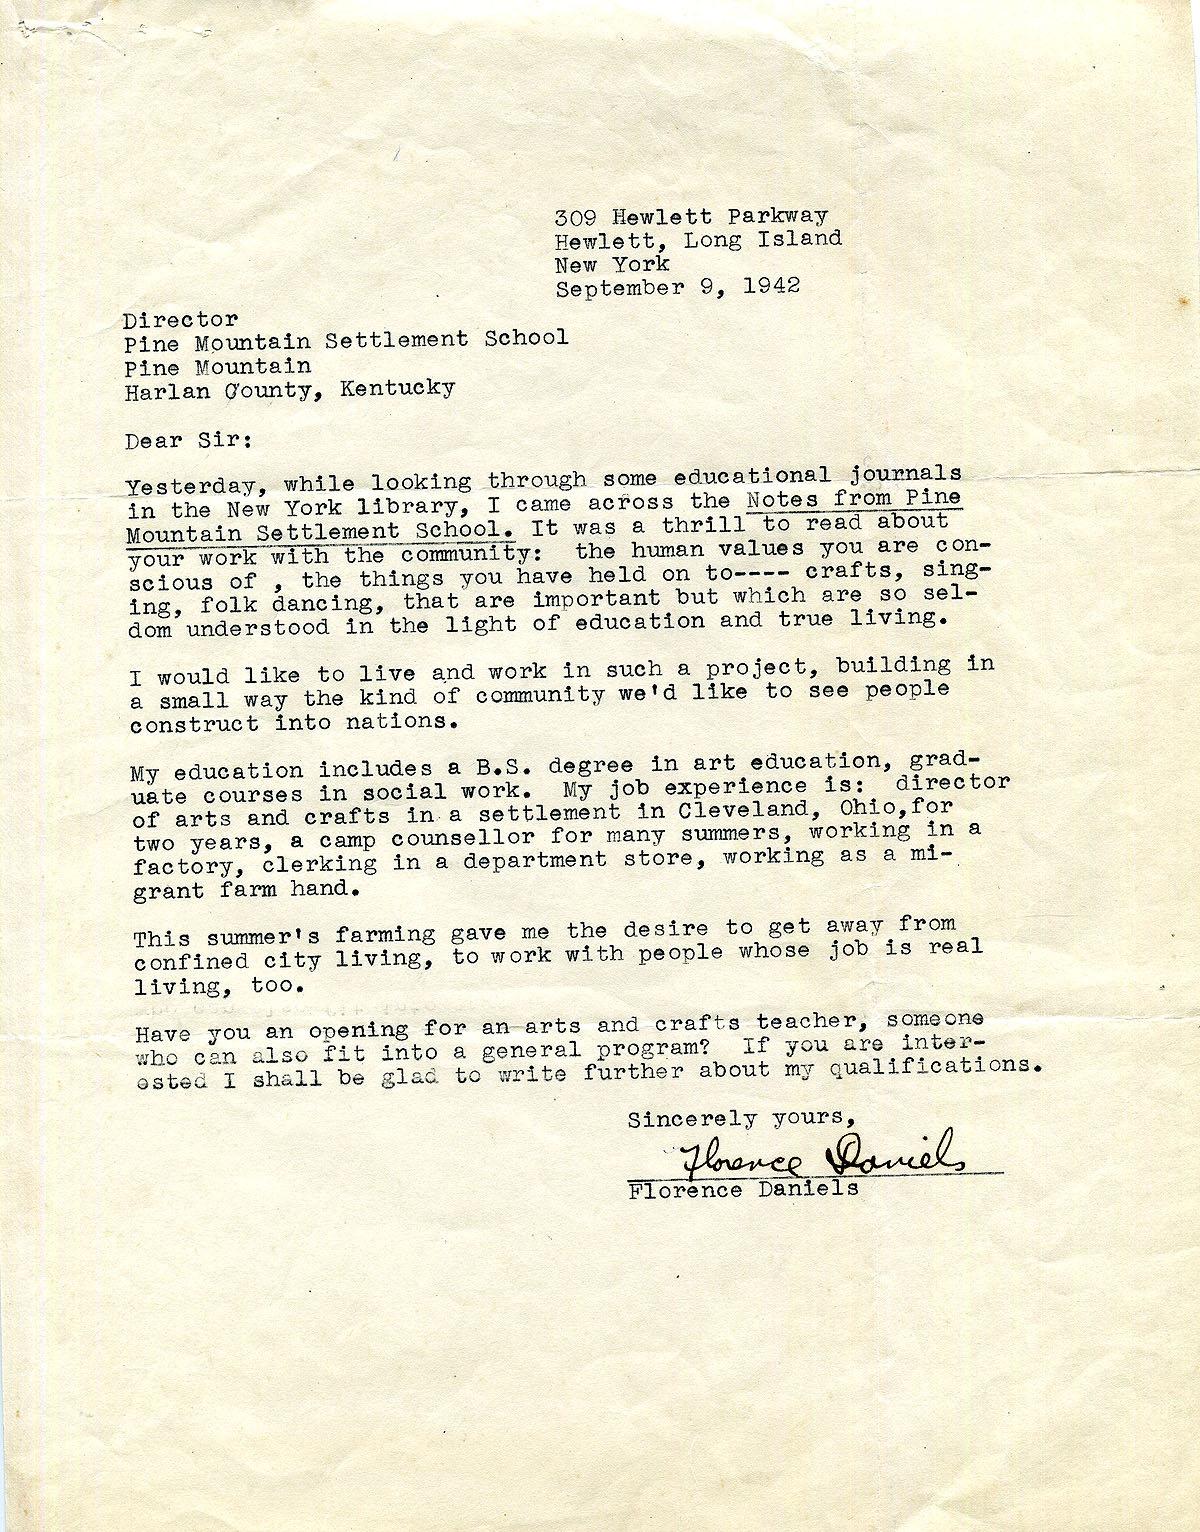 309 Hewlett Parkway
Hewlett, Long Island
New York
September 9, 1942
Director
Pine Mountain Settlement School
Pine Mountain
Harlan County, Kentucky
Dear Sir:
Yesterday, while looking through some educational journals
in the New York library, I came across the Notes from Pine
Mountain Settlement School. It was a thrill to read about
your work with the community:  the human values you are con-
scious of , the things you have held on to---- crafts, sing-
ing, folk dancing, that are important but which are so sel-
dom understood in the light of education and true living.
I would like to live and work in such a project, building in
a small way the kind of community we'd like to see people
construct into nations.
My education includes a B.S. degree in art education, grad-
uate courses in social work.  My job experience is:  director
of arts and crafts in a settlement in Cleveland, Ohio,for
two years, a camp counsellor for many summers, working in a
factory, clerking in a department store, working as a mi-
grant farm hand.
This summer's farming gave me the desire to get away from
confined city living, to work with people whose job is real
living, too.
Have you an opening for an arts and crafts teacher, someone
who can also fit into a general program?  If you are inter-
ested I shall be glad to write further about my qualifications.
Sincerely yours,
Florence Daniels
Florence Daniels